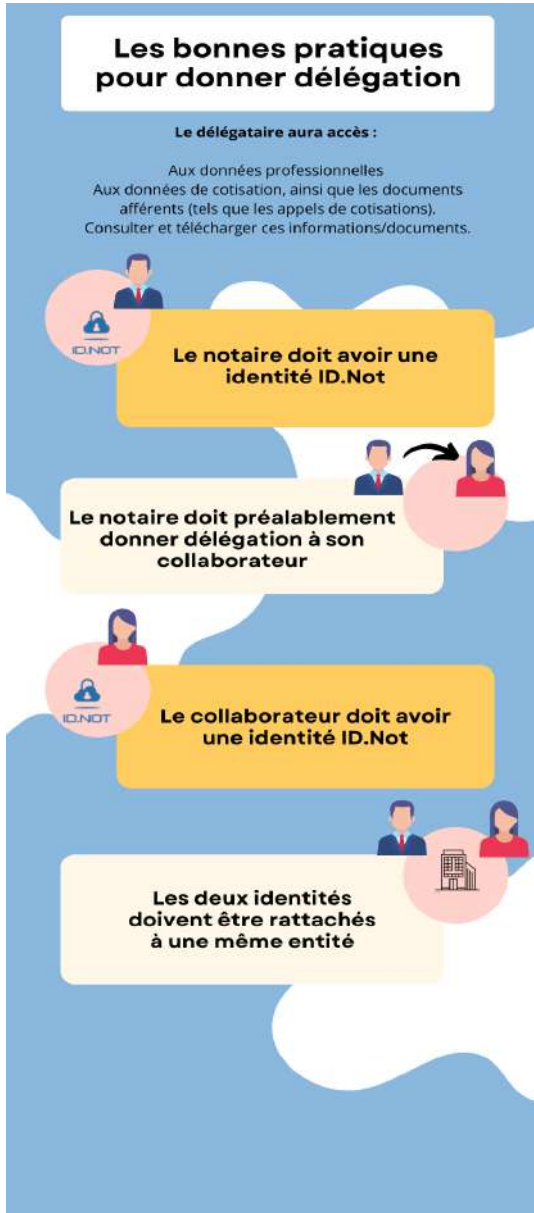 Les bonnes pratiques
pour donner délégation
Le délégataire aura accès :
Aux données professionnelles
Aux données de cotisation, ainsi que les documents
afférents (tels que les appels de cotisations).
Consulter et télécharger ces informations/documents.
ID.NOT
Le notaire doit avoir une
identité ID.Not
Le notaire doit préalablement
donner délégation à son
collaborateur
ID.NOT
Le collaborateur doit avoir
une identité ID.Not
Les deux identités
doivent être rattachés
à une même entité